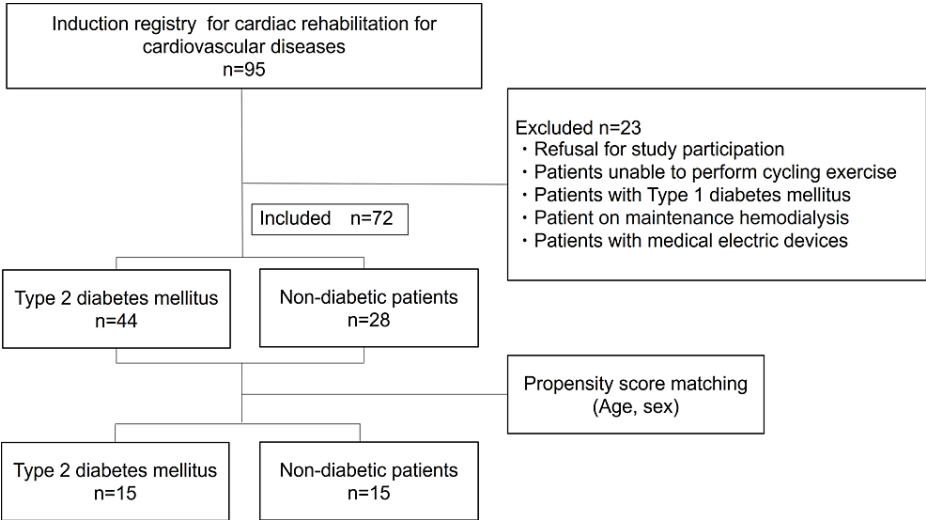 Induction registry for cardiac rehabilitation for
cardiovascular diseases
n=95
Excluded n=23
・Refusal for study participation
・Patients unable to perform cycling exercise
・Patients with Type 1 diabetes mellitus
・Patient on maintenance hemodialysis
・Patients with medical electric devices
Included n=72
Type 2 diabetes mellitus
n=44
Non-diabetic patients
n=28
Propensity score matching
(Age, sex)
Type 2 diabetes mellitus
n=15
Non-diabetic patients
n=15